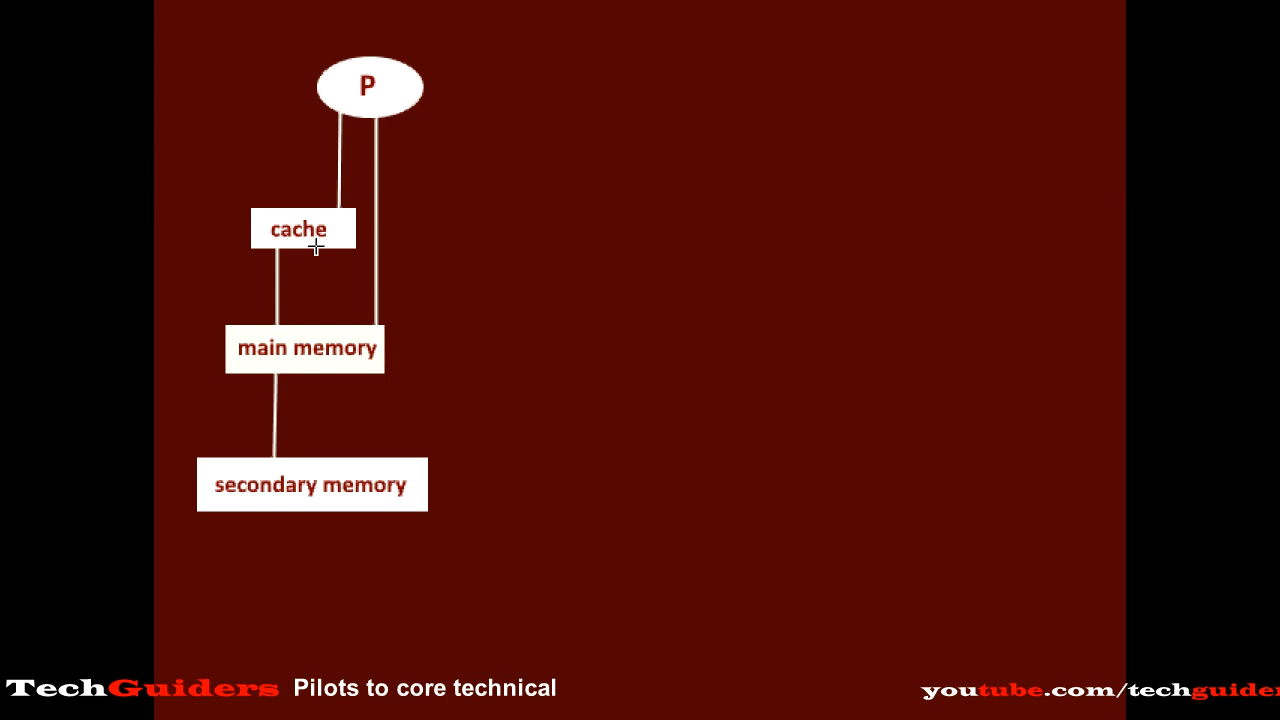 P
cache
main memory
secondary memory
TechGuiders Pilots to core technical
youtube.com/techguider